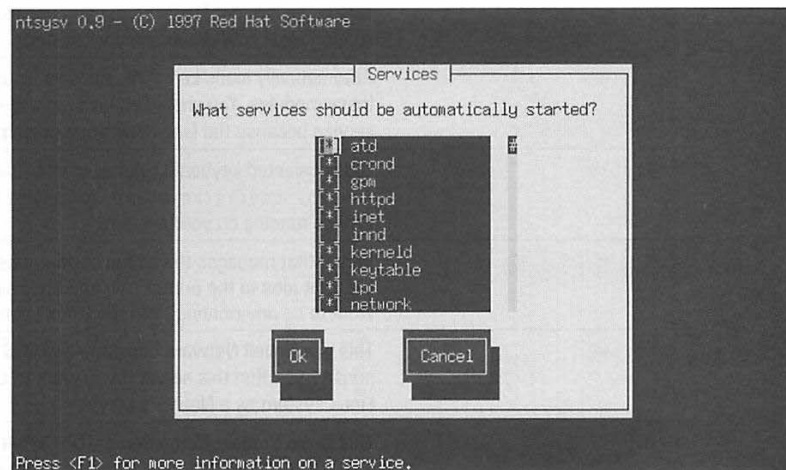 ntsysv 0.9 - (C) 1997 Red Hat Software
Services
What services should be automatically started?
[*] atd
[*] crond
[*] gpm
[*] httpd
[*] inet
[ ] innd
[*] kerneld
[*] keytable
[*] lpd
[*] network
#
Ok
Cancel
Press <F1> for more information on a service.